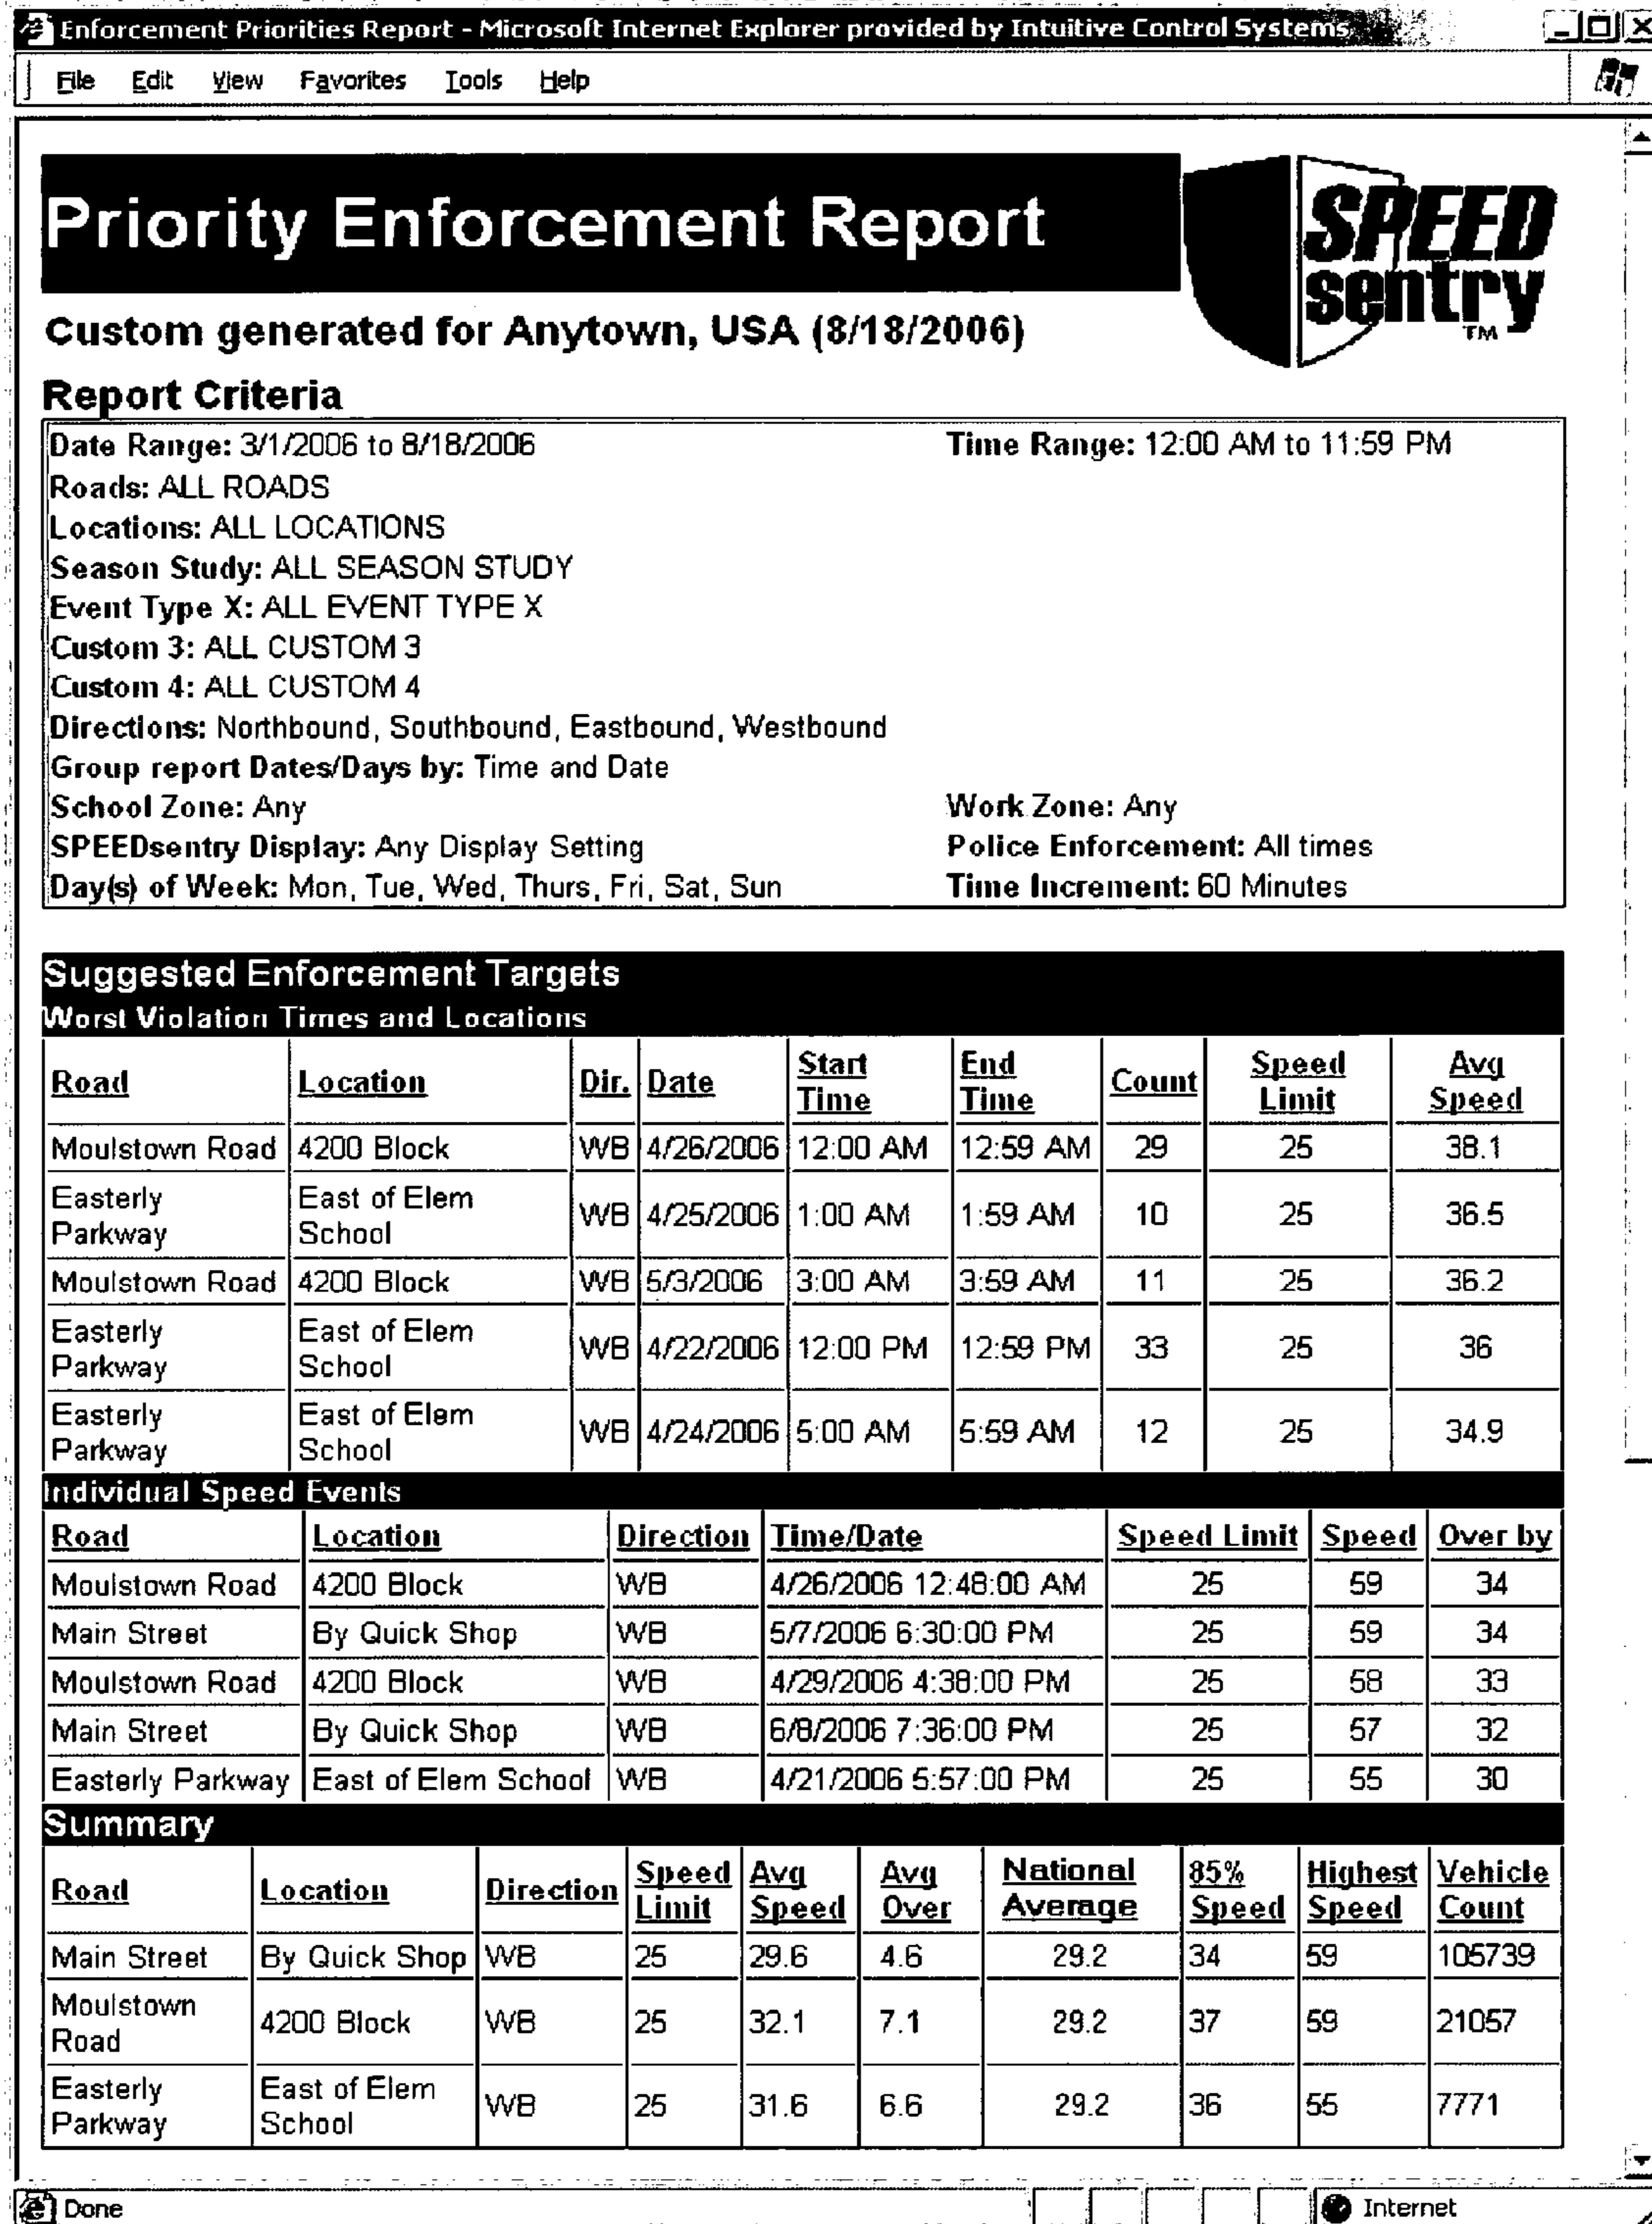 Enforcement Priorities Report - Microsoft Internet Explorer provided by Intuitive Control Systems
File Edit View Favorites Tools Help
Priority Enforcement Report
SPEED
sentry
TM
Custom generated for Anytown, USA (8/18/2006)
Report Criteria
Date Range: 3/1/2006 to 8/18/2006 Time Range: 12:00 AM to 11:59 PM
Roads: ALL ROADS
Locations: ALL LOCATIONS
Season Study: ALL SEASON STUDY
Event Type X: ALL EVENT TYPE X
Custom 3: ALL CUSTOM 3
Custom 4: ALL CUSTOM 4
Directions: Northbound, Southbound, Eastbound, Westbound
Group report Dates/Days by: Time and Date
School Zone: Any Work Zone: Any
SPEEDsentry Display: Any Display Setting Police Enforcement: All times
Day(s) of Week: Mon, Tue, Wed, Thurs, Fri, Sat, Sun Time Increment: 60 Minutes
Suggested Enforcement Targets
Worst Violation Times and Locations
Road Location Dir. Date Start Time End Time Count Speed Limit Avg Speed
Moulstown Road 4200 Block WB 4/26/2006 12:00 AM 12:59 AM 29 25 38.1
Easterly Parkway East of Elem School WB 4/25/2006 1:00 AM 1:59 AM 10 25 36.5
Moulstown Road 4200 Block WB 5/3/2006 3:00 AM 3:59 AM 11 25 36.2
Easterly Parkway East of Elem School WB 4/22/2006 12:00 PM 12:59 PM 33 25 36
Easterly Parkway East of Elem School WB 4/24/2006 5:00 AM 5:59 AM 12 25 34.9
Individual Speed Events
Road Location Direction Time/Date Speed Limit Speed Over by
Moulstown Road 4200 Block WB 4/26/2006 12:48:00 AM 25 59 34
Main Street By Quick Shop WB 5/7/2006 6:30:00 PM 25 59 34
Moulstown Road 4200 Block WB 4/29/2006 4:38:00 PM 25 58 33
Main Street By Quick Shop WB 6/8/2006 7:36:00 PM 25 57 32
Easterly Parkway East of Elem School WB 4/21/2006 5:57:00 PM 25 55 30
Summary
Road Location Direction Speed Limit Avg Speed Avg Over National Average 85% Speed Highest Speed Vehicle Count
Main Street By Quick Shop WB 25 29.6 4.6 29.2 34 59 105739
Moulstown Road 4200 Block WB 25 32.1 7.1 29.2 37 59 21057
Easterly Parkway East of Elem School WB 25 31.6 6.6 29.2 36 55 7771
Done Internet